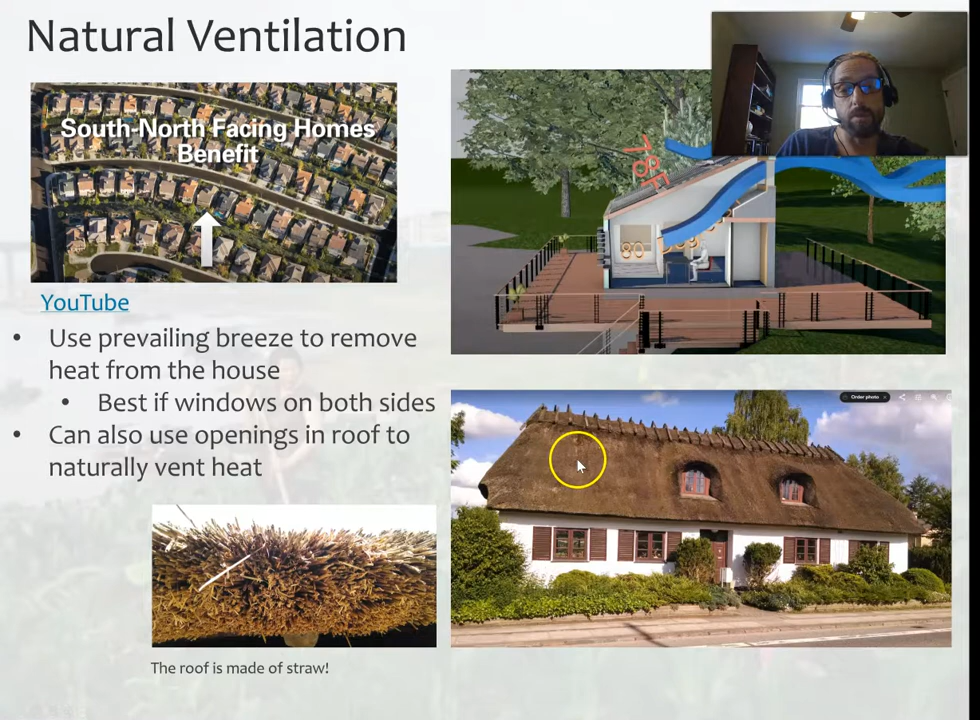 Natural Ventilation
South-North Facing Homes
Benefit
78F
80
YouTube
• Use prevailing breeze to remove
heat from the house
• Best if windows on both sides
• Can also use openings in roof to
naturally vent heat
Order photo
The roof is made of straw!